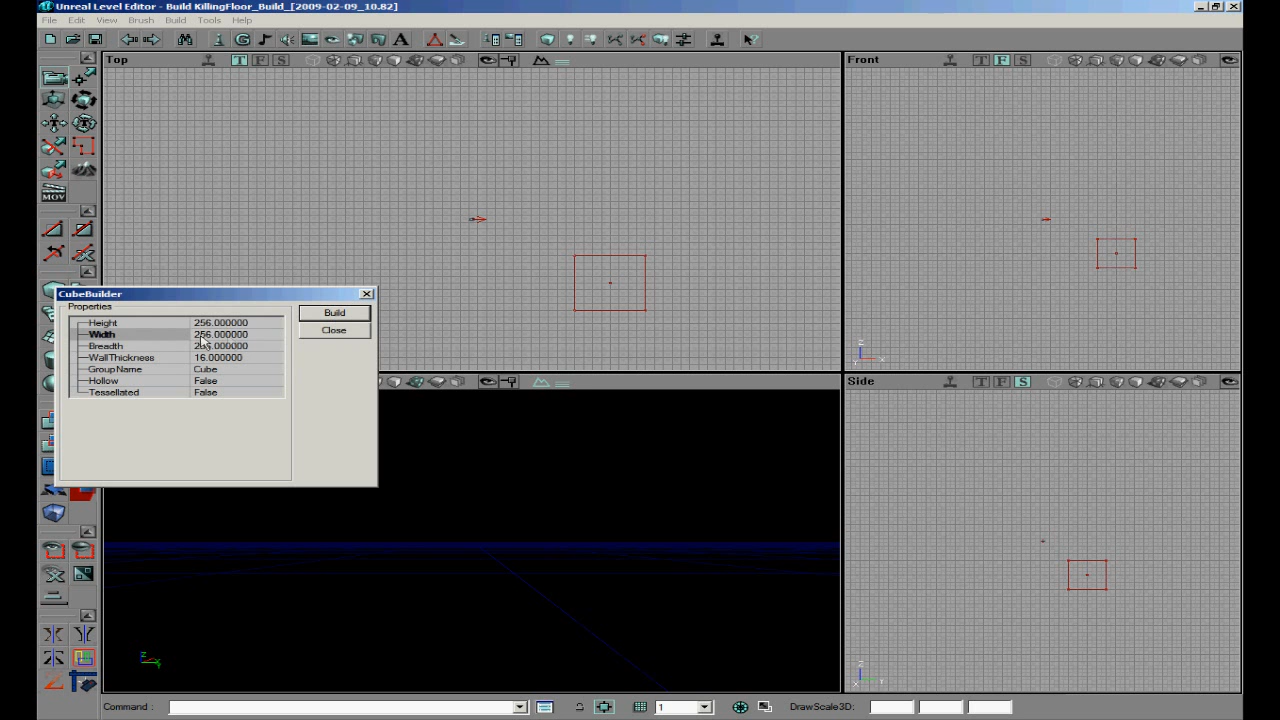 Unreal Level Editor - Build KillingFloor_Build_[2009-02-09_10.82]
File Edit View Brush Build Tools Help
Top T F S
Front T F S
MOV
CubeBuilder
Properties
Height 256.000000
Width 256.000000
Breadth 256.000000
WallThickness 16.000000
GroupName Cube
Hollow False
Tessellated False
Build
Close
Side T F S
Z X
Z Y
Z X Y
Command :
1
DrawScale3D: